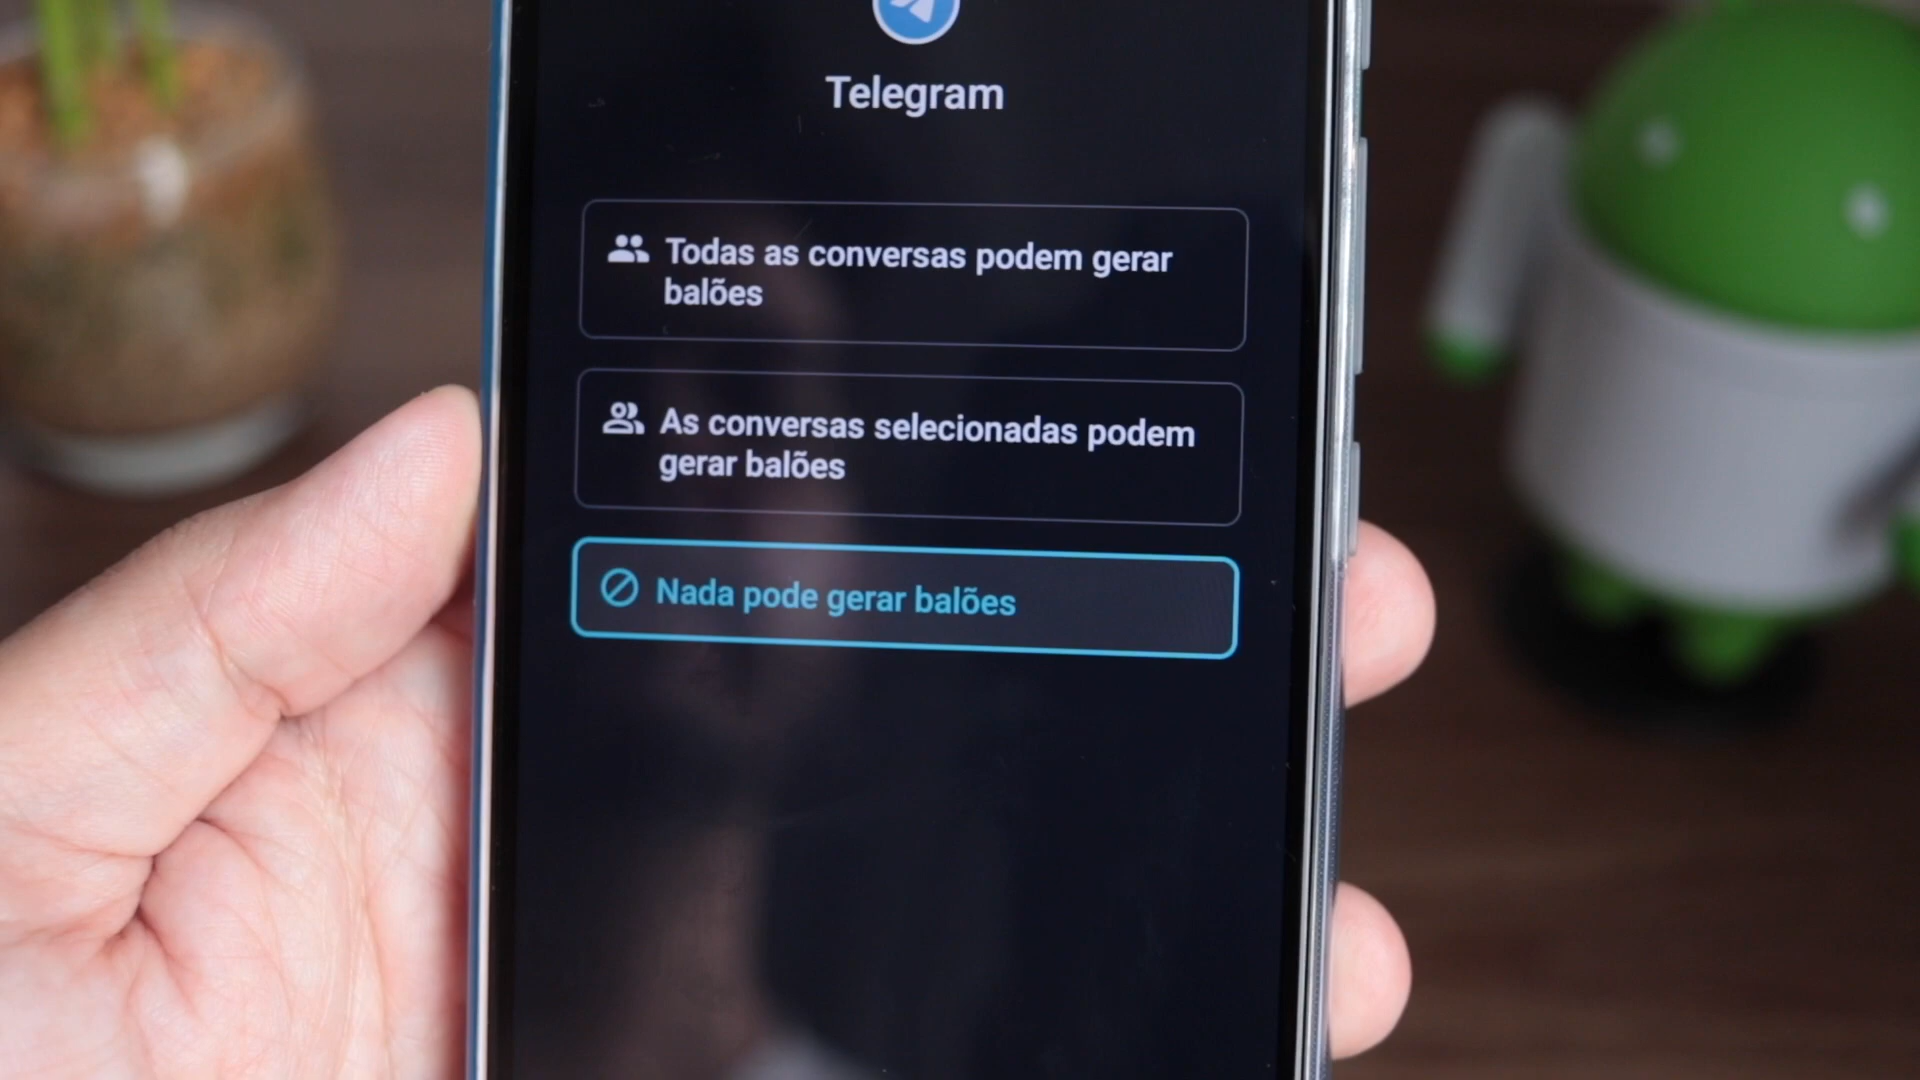 Telegram
Todas as conversas podem gerar
balões
As conversas selecionadas podem
gerar balões
Nada pode gerar balões